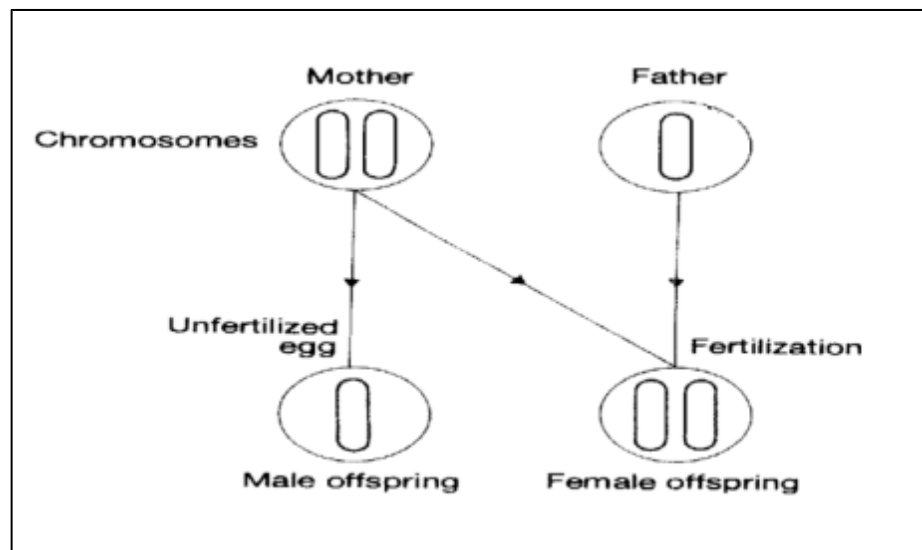 Mother
Father
Chromosomes
Unfertilized
egg
Fertilization
Male offspring
Female offspring